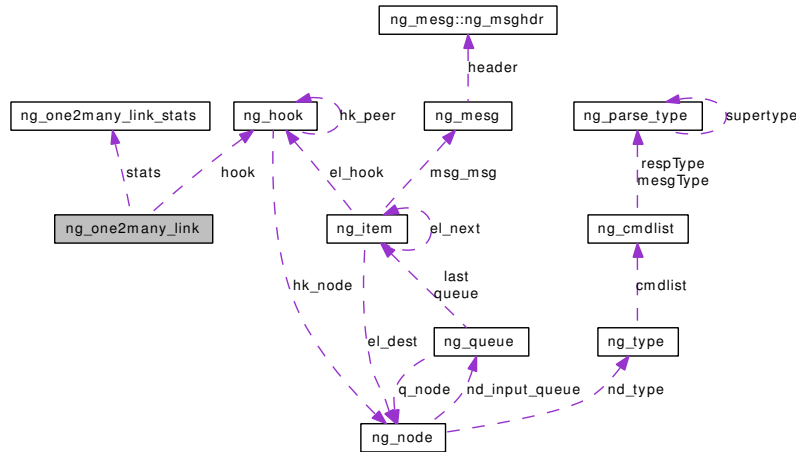 ng_mesg::ng_msghdr
header
ng_one2many_link_stats
ng_hook
hk_peer
ng_mesg
ng_parse_type
supertype
stats
hook
el_hook
msg_msg
respType
mesgType
ng_one2many_link
ng_item
el_next
ng_cmdlist
hk_node
last
queue
cmdlist
el_dest
ng_queue
ng_type
q_node
nd_input_queue
nd_type
ng_node